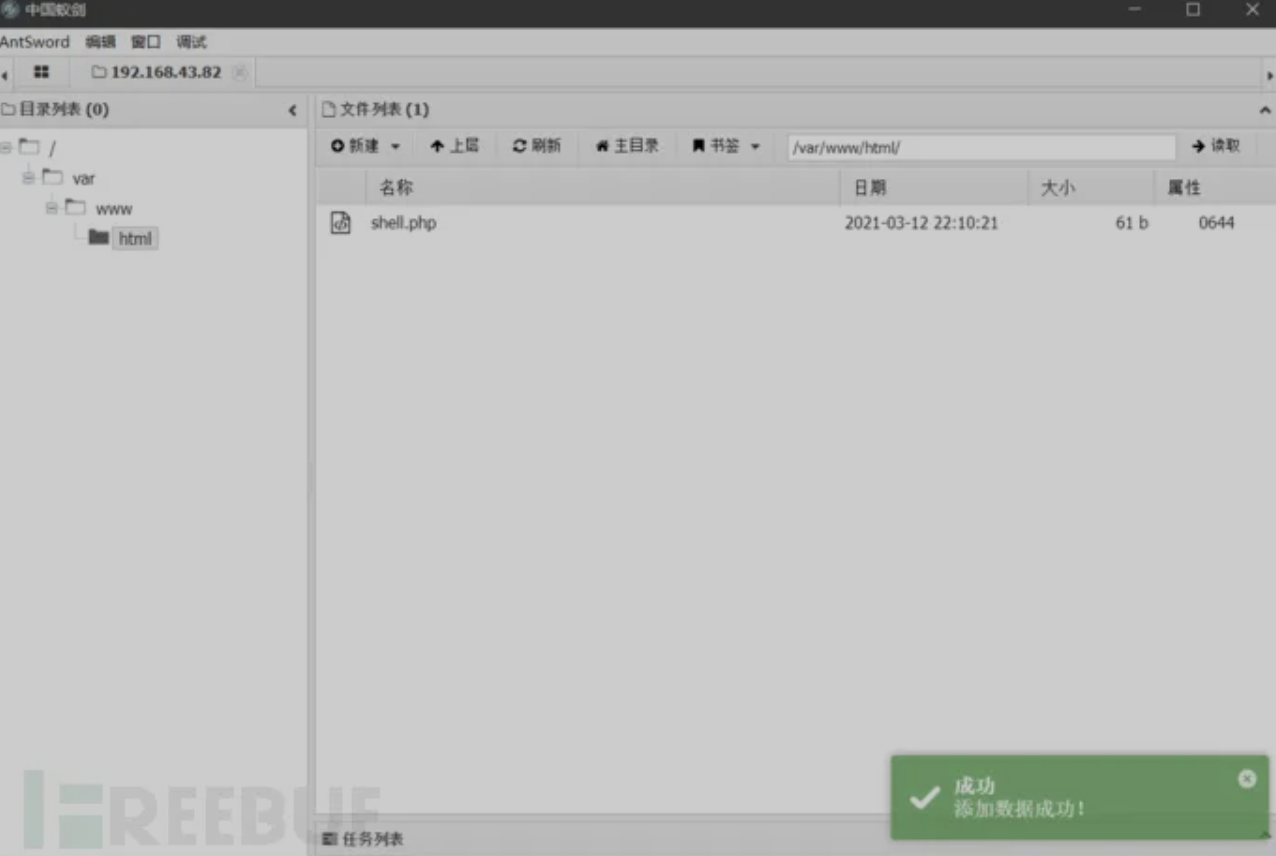 中国蚁剑
AntSword 编辑 窗口 调试
192.168.43.82
目录列表 (0)
文件列表 (1)
新建 上层 刷新 主目录 书签 /var/www/html/ 读取
/
var
www
html
名称 日期 大小 属性
shell.php 2021-03-12 22:10:21 61 b 0644
成功
添加数据成功!
任务列表
FREEBUF